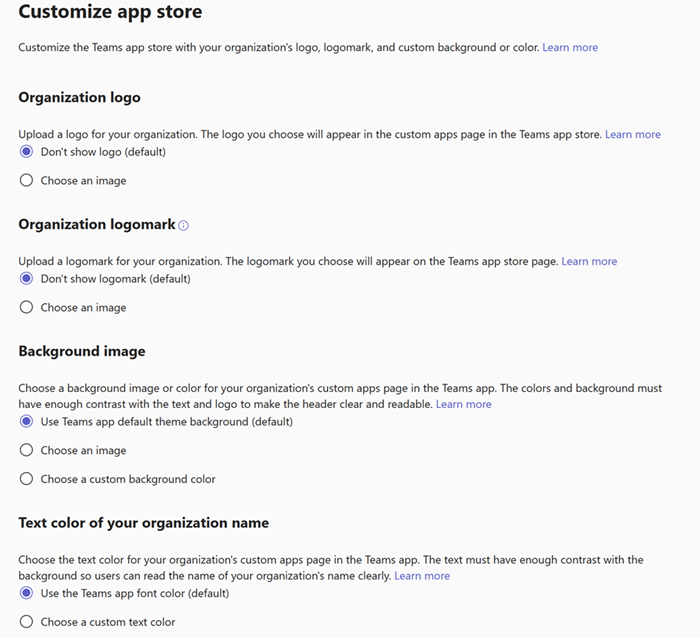 Customize app store
Customize the Teams app store with your organization's logo, logomark, and custom background or color. Learn more
Organization logo
Upload a logo for your organization. The logo you choose will appear in the custom apps page in the Teams app store. Learn more
Don't show logo (default)
Choose an image
Organization logomark
Upload a logomark for your organization. The logomark you choose will appear on the Teams app store page. Learn more
Don't show logomark (default)
Choose an image
Background image
Choose a background image or color for your organization's custom apps page in the Teams app. The colors and background must
have enough contrast with the text and logo to make the header clear and readable. Learn more
Use Teams app default theme background (default)
Choose an image
Choose a custom background color
Text color of your organization name
Choose the text color for your organization's custom apps page in the Teams app. The text must have enough contrast with the
background so users can read the name of your organization's name clearly. Learn more
Use the Teams app font color (default)
Choose a custom text color